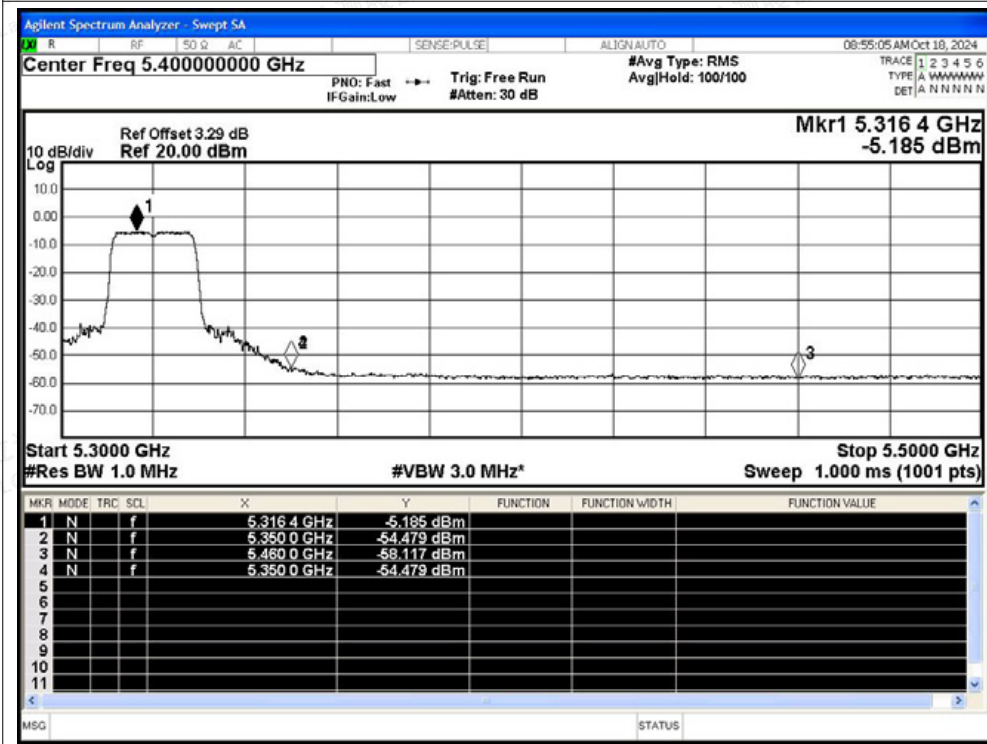 Agilent Spectrum Analyzer - Swept SA
LXI R RF 50 Ω AC SENSE:PULSE ALIGNAUTO 08:55:05 AM Oct 18, 2024
Center Freq 5.400000000 GHz
PNO: Fast
IFGain:Low
Trig: Free Run
#Atten: 30 dB
#Avg Type: RMS
Avg|Hold: 100/100
TRACE 1 2 3 4 5 6
TYPE A WWWWW
DET A N N N N N
Mkr1 5.316 4 GHz
-5.185 dBm
Ref Offset 3.29 dB
10 dB/div Ref 20.00 dBm
Log
10.0
0.00
-10.0
-20.0
-30.0
-40.0
-50.0
-60.0
-70.0
1
2
3
Start 5.3000 GHz Stop 5.5000 GHz
#Res BW 1.0 MHz #VBW 3.0 MHz* Sweep 1.000 ms (1001 pts)
MKR MODE TRC SCL X Y FUNCTION FUNCTION WIDTH FUNCTION VALUE
1 N f 5.316 4 GHz -5.185 dBm
2 N f 5.350 0 GHz -54.479 dBm
3 N f 5.460 0 GHz -58.117 dBm
4 N f 5.350 0 GHz -54.479 dBm
5
6
7
8
9
10
11
MSG STATUS